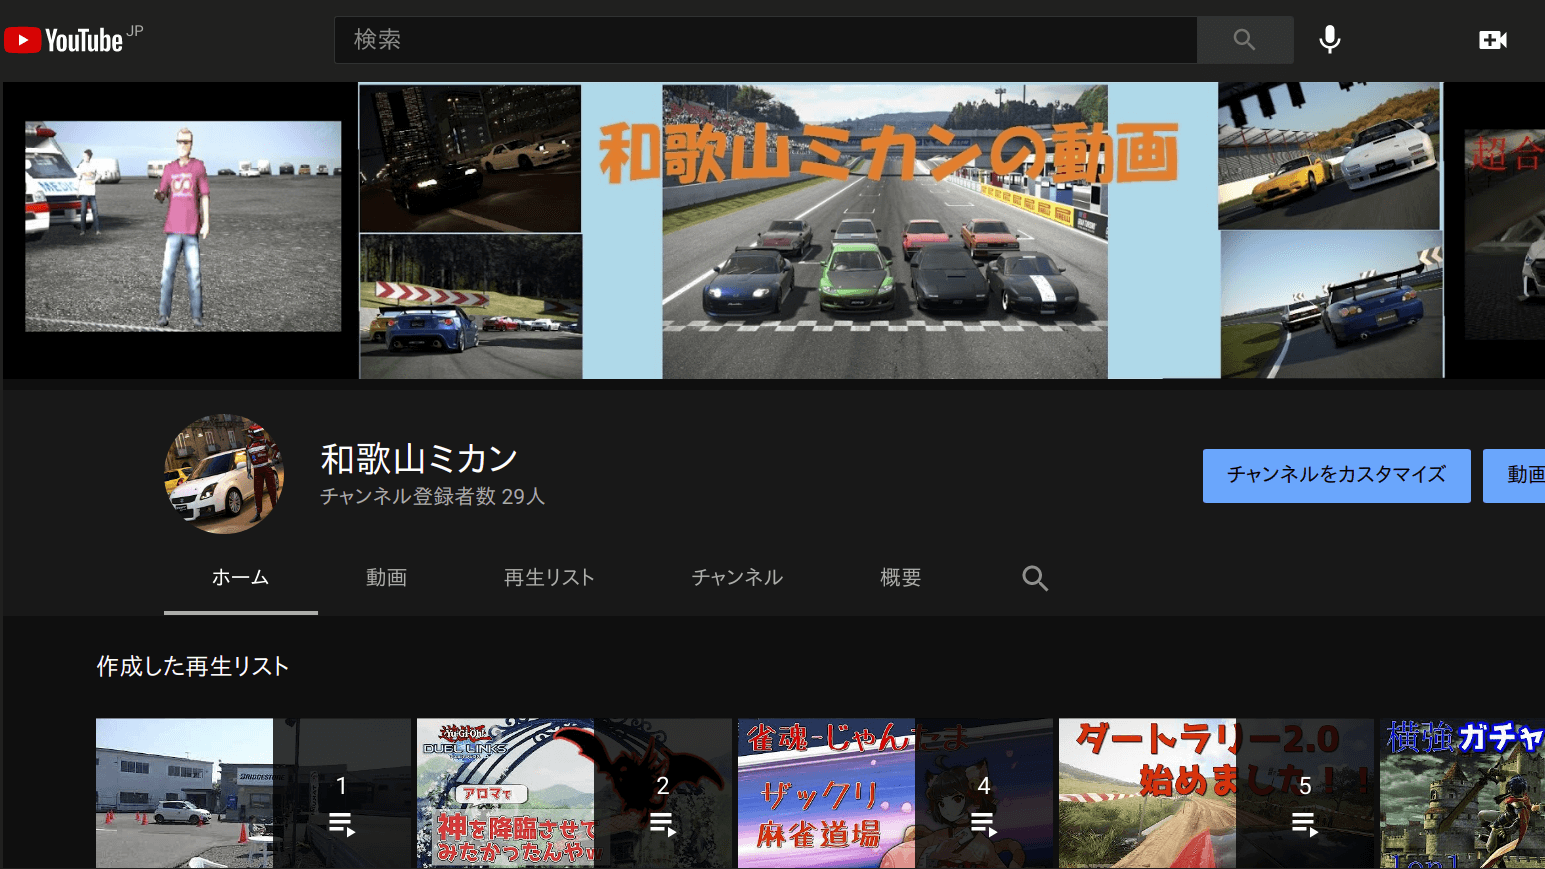 YouTube JP
検索
和歌山ミカンの動画
超合
和歌山ミカン
チャンネル登録者数 29人
チャンネルをカスタマイズ
動画
ホーム
動画
再生リスト
チャンネル
概要
作成した再生リスト
BRIDGESTONE
1
Yu-Gi-Oh!
DUEL LINKS
アロマで
神を降臨させて
みたかったんやw
2
雀魂-じゃんたま
ザックリ
麻雀道場
4
ダートラリー2.0
始めました！！
5
横強ガチャ
1on1